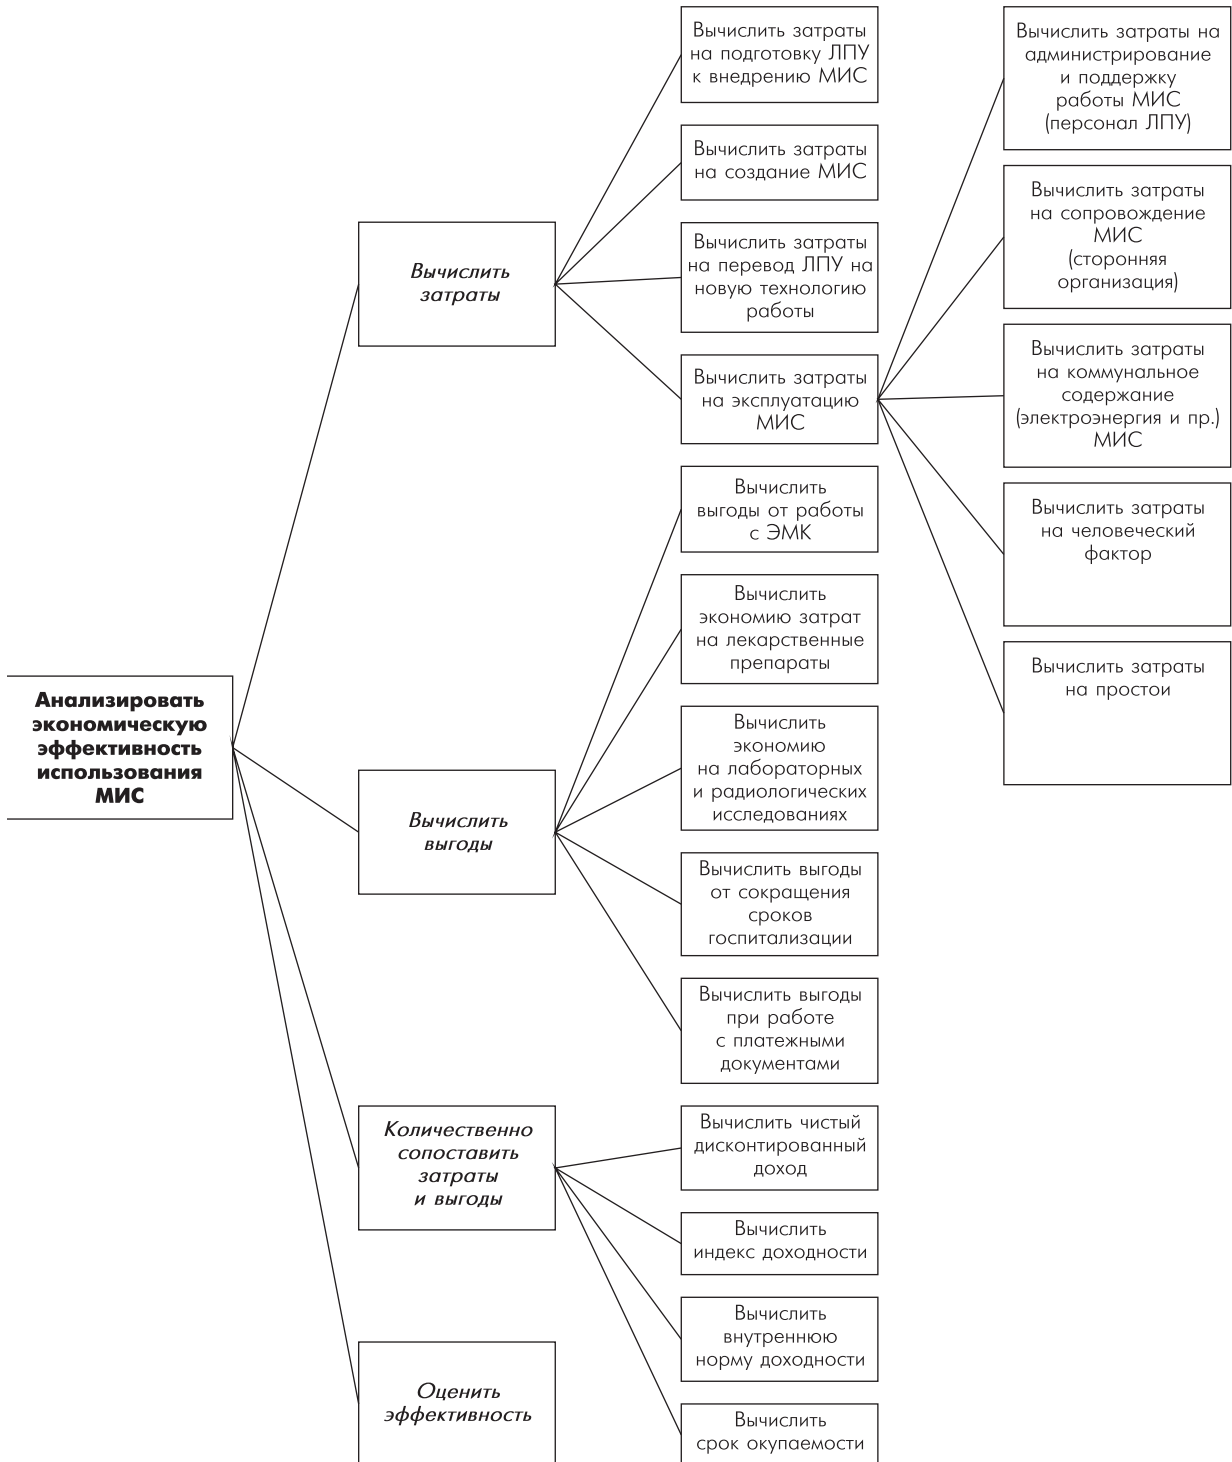 Анализировать
экономическую
эффективность
использования
МИС
Вычислить
затраты
Вычислить затраты
на подготовку ЛПУ
к внедрению МИС
Вычислить затраты
на создание МИС
Вычислить затраты
на перевод ЛПУ на
новую технологию
работы
Вычислить затраты
на эксплуатацию
МИС
Вычислить затраты на
администрирование
и поддержку
работы МИС
(персонал ЛПУ)
Вычислить затраты
на сопровождение
МИС
(сторонняя
организация)
Вычислить затраты
на коммунальное
содержание
(электроэнергия и пр.)
МИС
Вычислить затраты
на человеческий
фактор
Вычислить затраты
на простои
Вычислить
выгоды
Вычислить
выгоды от работы
с ЭМК
Вычислить
экономию затрат
на лекарственные
препараты
Вычислить
экономию
на лабораторных
и радиологических
исследованиях
Вычислить выгоды
от сокращения
сроков
госпитализации
Вычислить выгоды
при работе
с платежными
документами
Количественно
сопоставить
затраты
и выгоды
Вычислить чистый
дисконтированный
доход
Вычислить
индекс доходности
Вычислить
внутреннюю
норму доходности
Вычислить
срок окупаемости
Оценить
эффективность